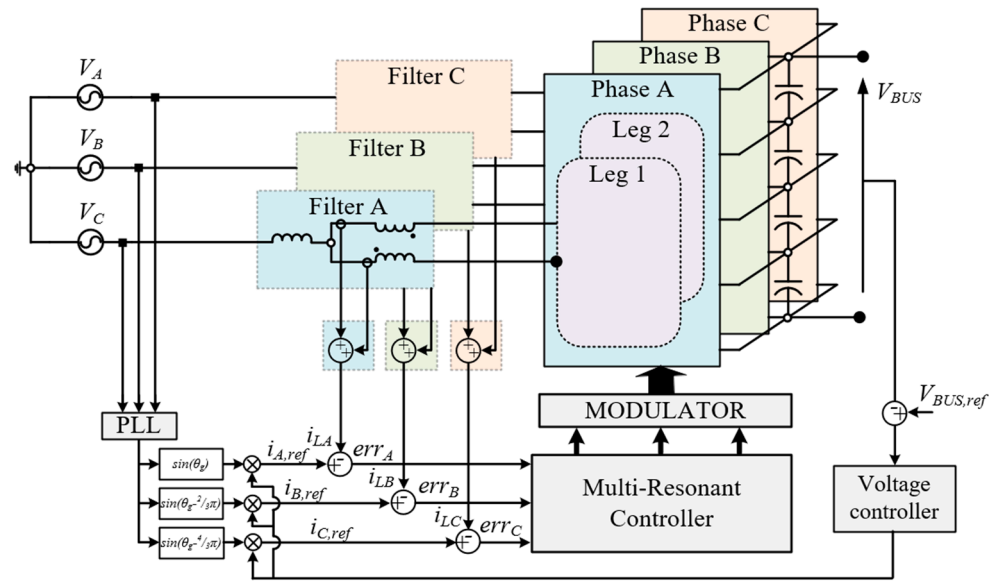 Phase C
Phase B
Phase A
Leg 2
Leg 1
Filter C
Filter B
Filter A
V_A
V_B
V_C
V_BUS
V_BUS,ref
PLL
MODULATOR
sin(θ_g)
sin(θ_g-2/3π)
sin(θ_g-4/3π)
i_A,ref
i_LA
err_A
i_B,ref
i_LB
err_B
i_C,ref
i_LC
err_C
Multi-Resonant
Controller
Voltage
controller